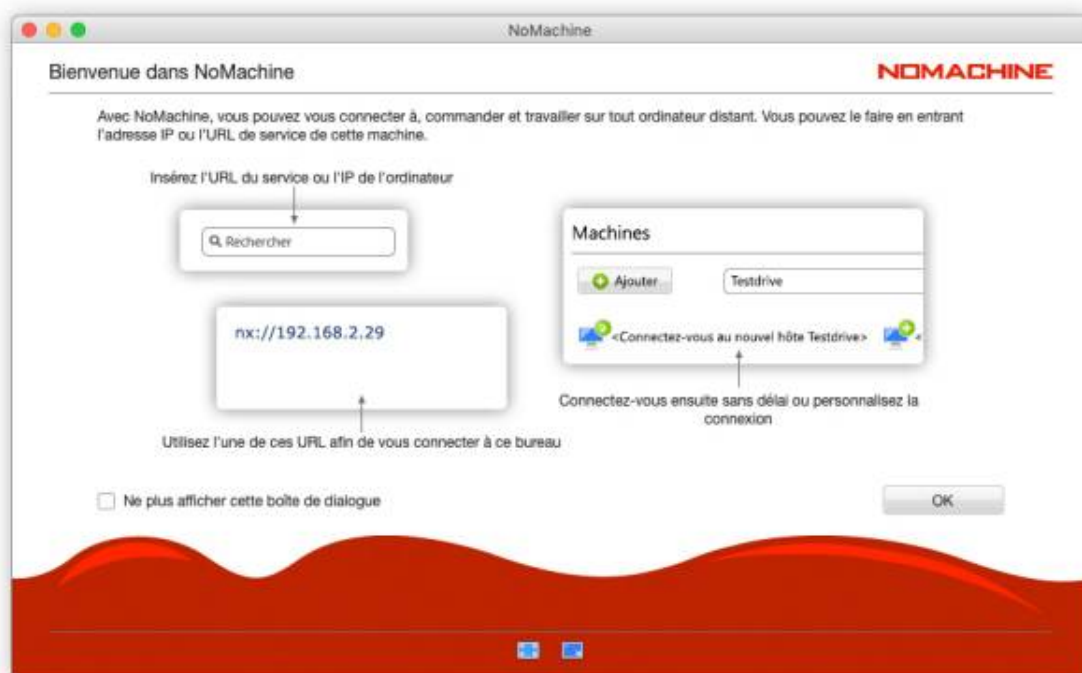 NoMachine
Bienvenue dans NoMachine
NOMACHINE
Avec NoMachine, vous pouvez vous connecter à, commander et travailler sur tout ordinateur distant. Vous pouvez le faire en entrant
l'adresse IP ou l'URL de service de cette machine.
Insérez l'URL du service ou l'IP de l'ordinateur
Rechercher
nx://192.168.2.29
Utilisez l'une de ces URL afin de vous connecter à ce bureau
Machines
Ajouter
Testdrive
<Connectez-vous au nouvel hôte Testdrive>
<
Connectez-vous ensuite sans délai ou personnalisez la
connexion
Ne plus afficher cette boîte de dialogue
OK